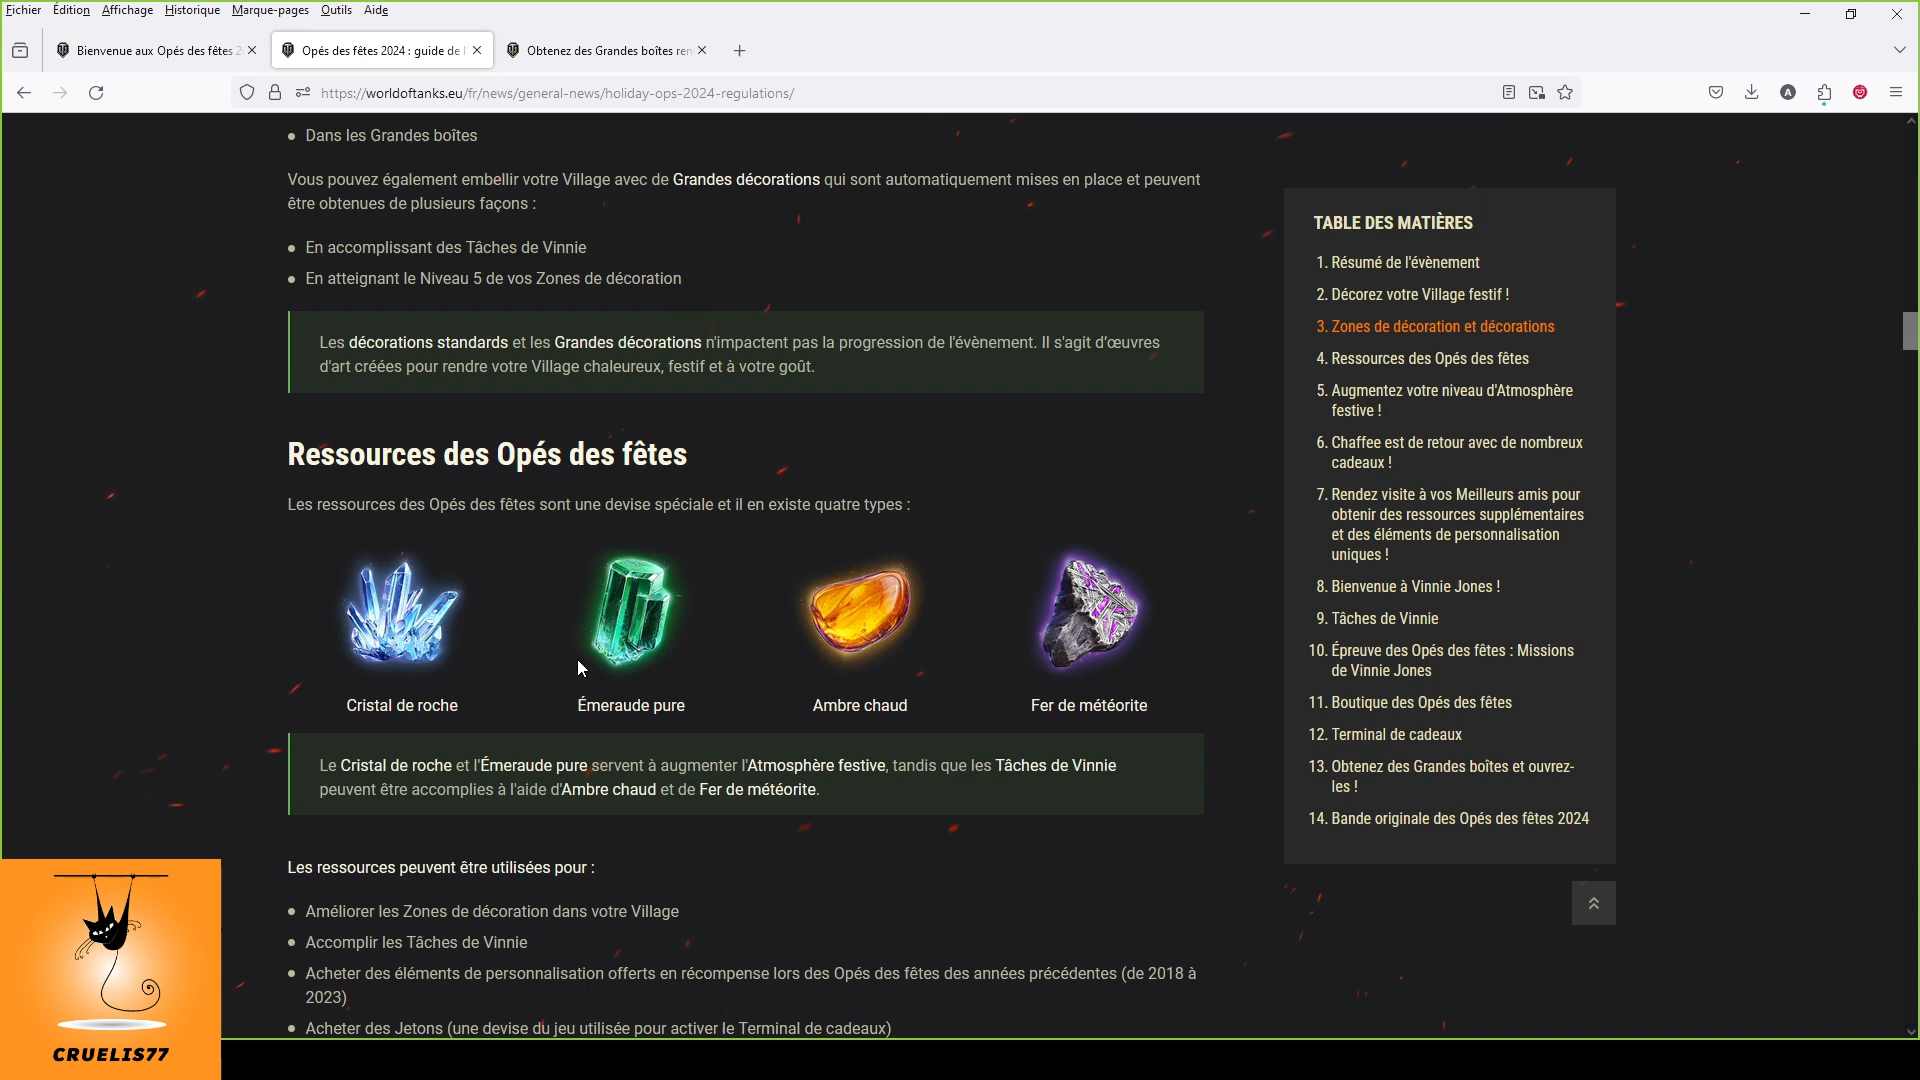 Fichier Édition Affichage Historique Marque-pages Outils Aide
Bienvenue aux Opés des fêtes 2
Opés des fêtes 2024 : guide de l'
Obtenez des Grandes boîtes ren
https://worldoftanks.eu/fr/news/general-news/holiday-ops-2024-regulations/
Dans les Grandes boîtes
Vous pouvez également embellir votre Village avec de Grandes décorations qui sont automatiquement mises en place et peuvent
être obtenues de plusieurs façons :
En accomplissant des Tâches de Vinnie
En atteignant le Niveau 5 de vos Zones de décoration
Les décorations standards et les Grandes décorations n'impactent pas la progression de l'évènement. Il s'agit d'œuvres
d'art créées pour rendre votre Village chaleureux, festif et à votre goût.
Ressources des Opés des fêtes
Les ressources des Opés des fêtes sont une devise spéciale et il en existe quatre types :
Cristal de roche
Émeraude pure
Ambre chaud
Fer de météorite
Le Cristal de roche et l'Émeraude pure servent à augmenter l'Atmosphère festive, tandis que les Tâches de Vinnie
peuvent être accomplies à l'aide d'Ambre chaud et de Fer de météorite.
Les ressources peuvent être utilisées pour :
Améliorer les Zones de décoration dans votre Village
Accomplir les Tâches de Vinnie
Acheter des éléments de personnalisation offerts en récompense lors des Opés des fêtes des années précédentes (de 2018 à
2023)
Acheter des Jetons (une devise du jeu utilisée pour activer le Terminal de cadeaux)
TABLE DES MATIÈRES
1. Résumé de l'évènement
2. Décorez votre Village festif !
3. Zones de décoration et décorations
4. Ressources des Opés des fêtes
5. Augmentez votre niveau d'Atmosphère
festive !
6. Chaffee est de retour avec de nombreux
cadeaux !
7. Rendez visite à vos Meilleurs amis pour
obtenir des ressources supplémentaires
et des éléments de personnalisation
uniques !
8. Bienvenue à Vinnie Jones !
9. Tâches de Vinnie
10. Épreuve des Opés des fêtes : Missions
de Vinnie Jones
11. Boutique des Opés des fêtes
12. Terminal de cadeaux
13. Obtenez des Grandes boîtes et ouvrez-
les !
14. Bande originale des Opés des fêtes 2024
CRUELIS77